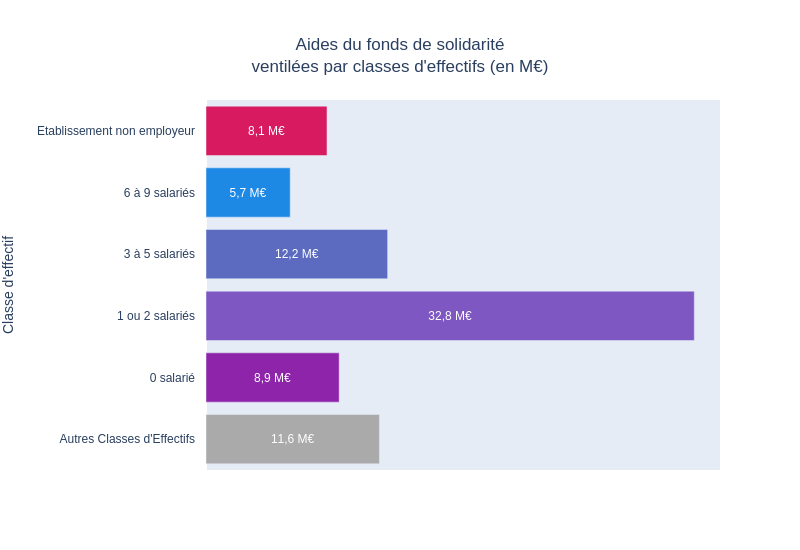 Aides du fonds de solidarité
ventilées par classes d'effectifs (en M€)
Classe d'effectif
Etablissement non employeur
8,1 M€
6 à 9 salariés
5,7 M€
3 à 5 salariés
12,2 M€
1 ou 2 salariés
32,8 M€
0 salarié
8,9 M€
Autres Classes d'Effectifs
11,6 M€